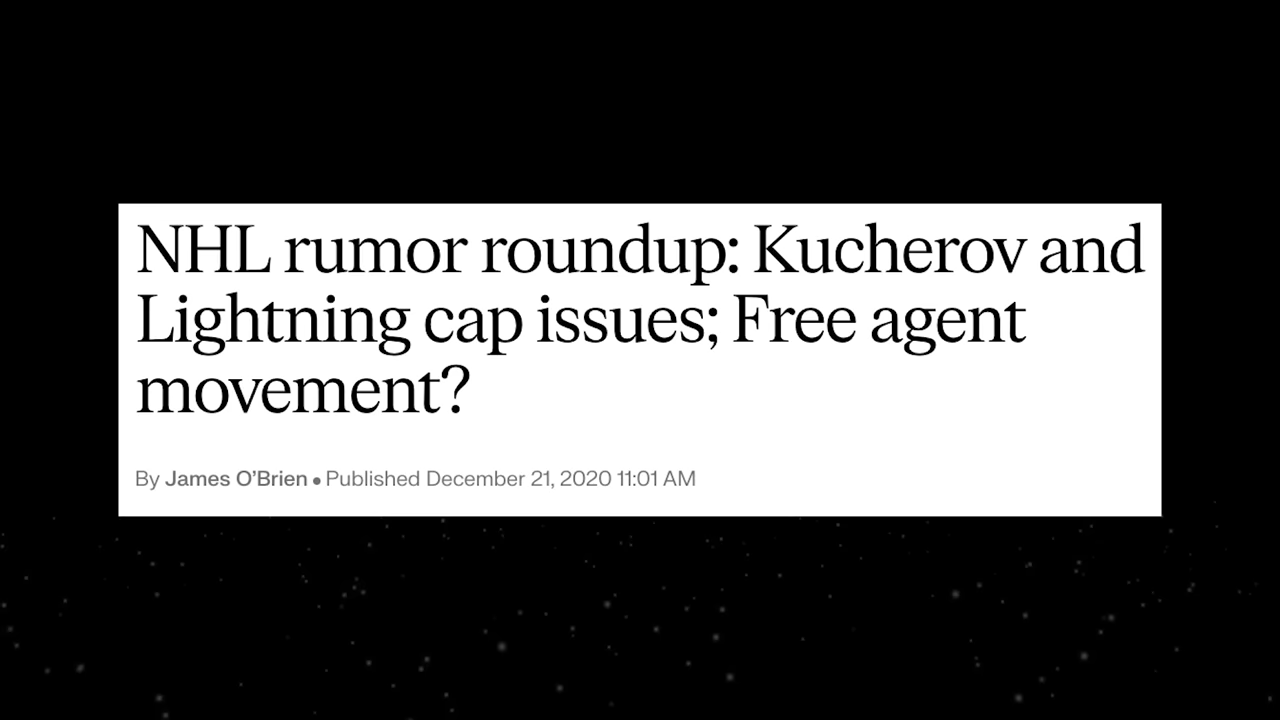 NHL rumor roundup: Kucherov and
Lightning cap issues; Free agent
movement?
By James O’Brien • Published December 21, 2020 11:01 AM